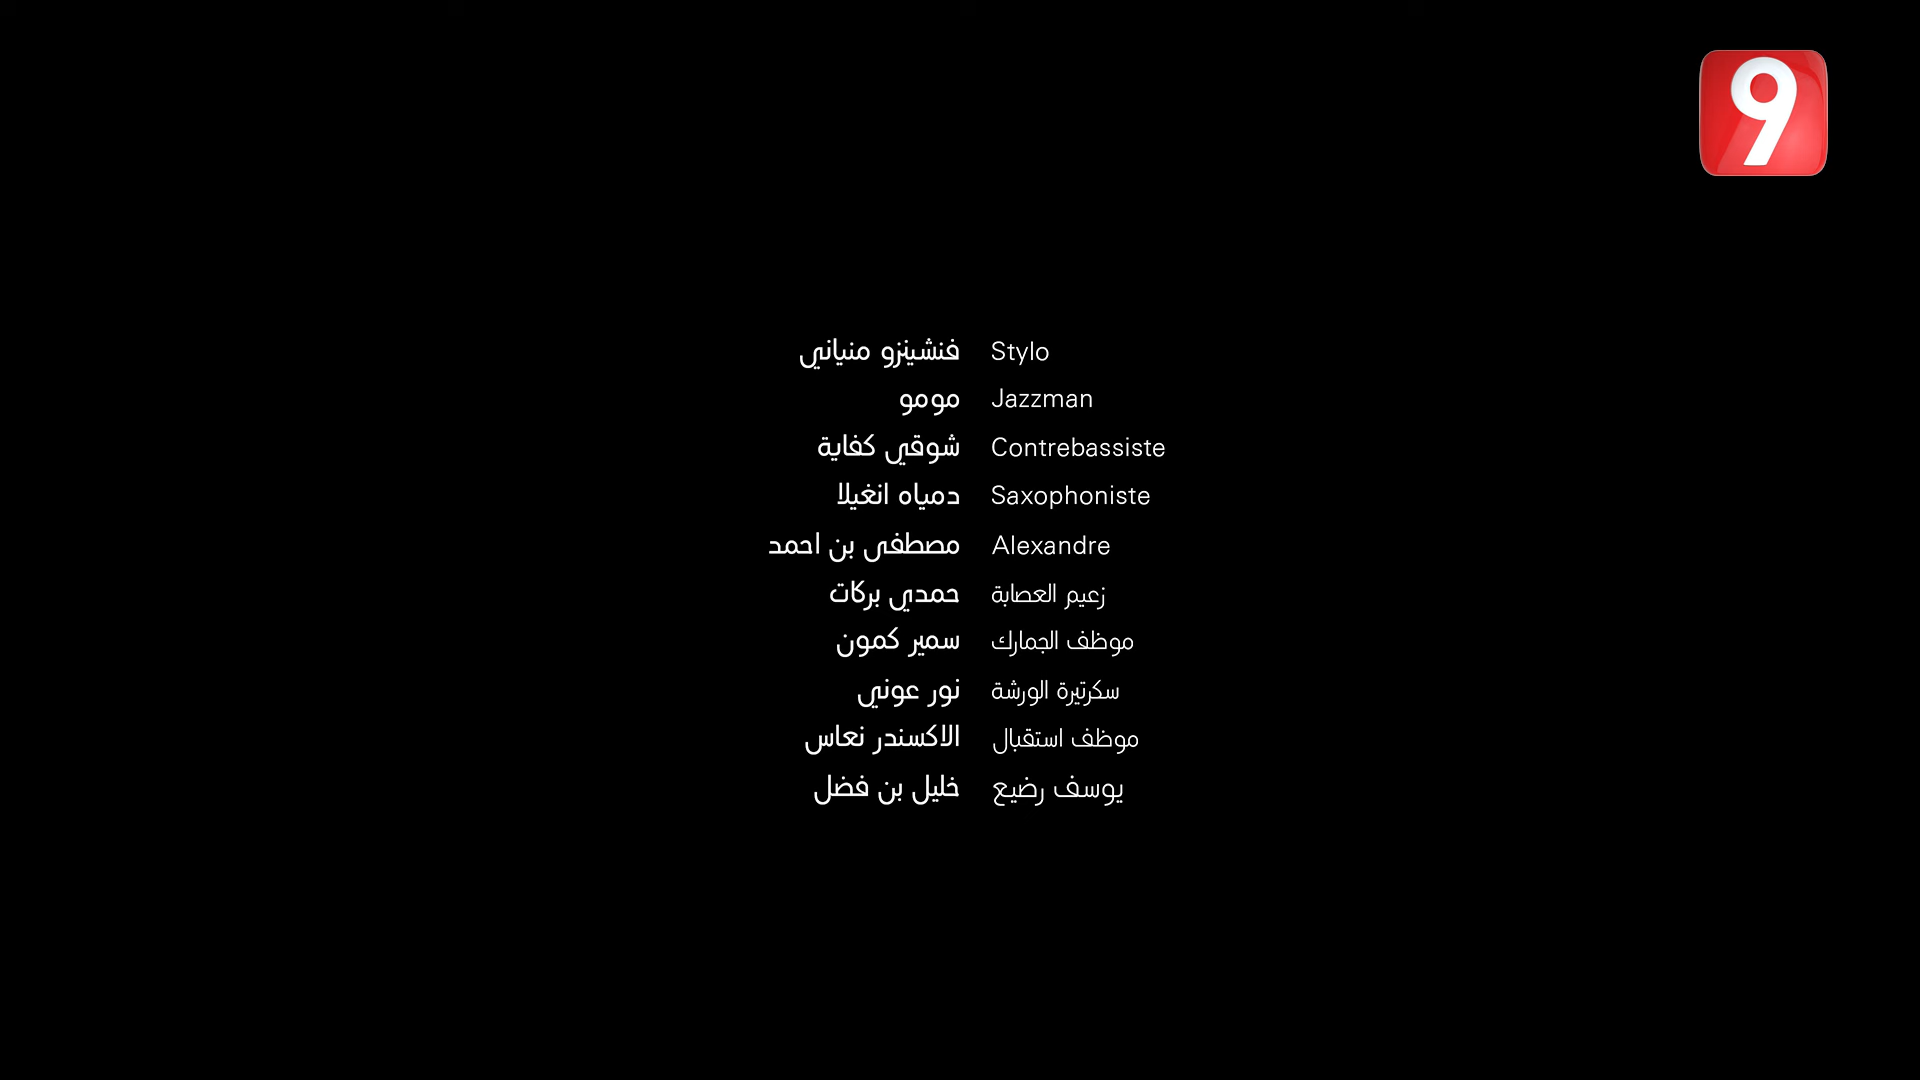 9
فنشينزو منياني Stylo
مومو Jazzman
شوقي كفاية Contrebassiste
دمياه انغيلا Saxophoniste
مصطفى بن احمد Alexandre
زعيم العصابة حمدي بركات
موظف الجمارك سمير كمون
سكرتيرة الورشة نور عوني
موظف استقبال الاكسندر نعاس
يوسف رضيع خليل بن فضل